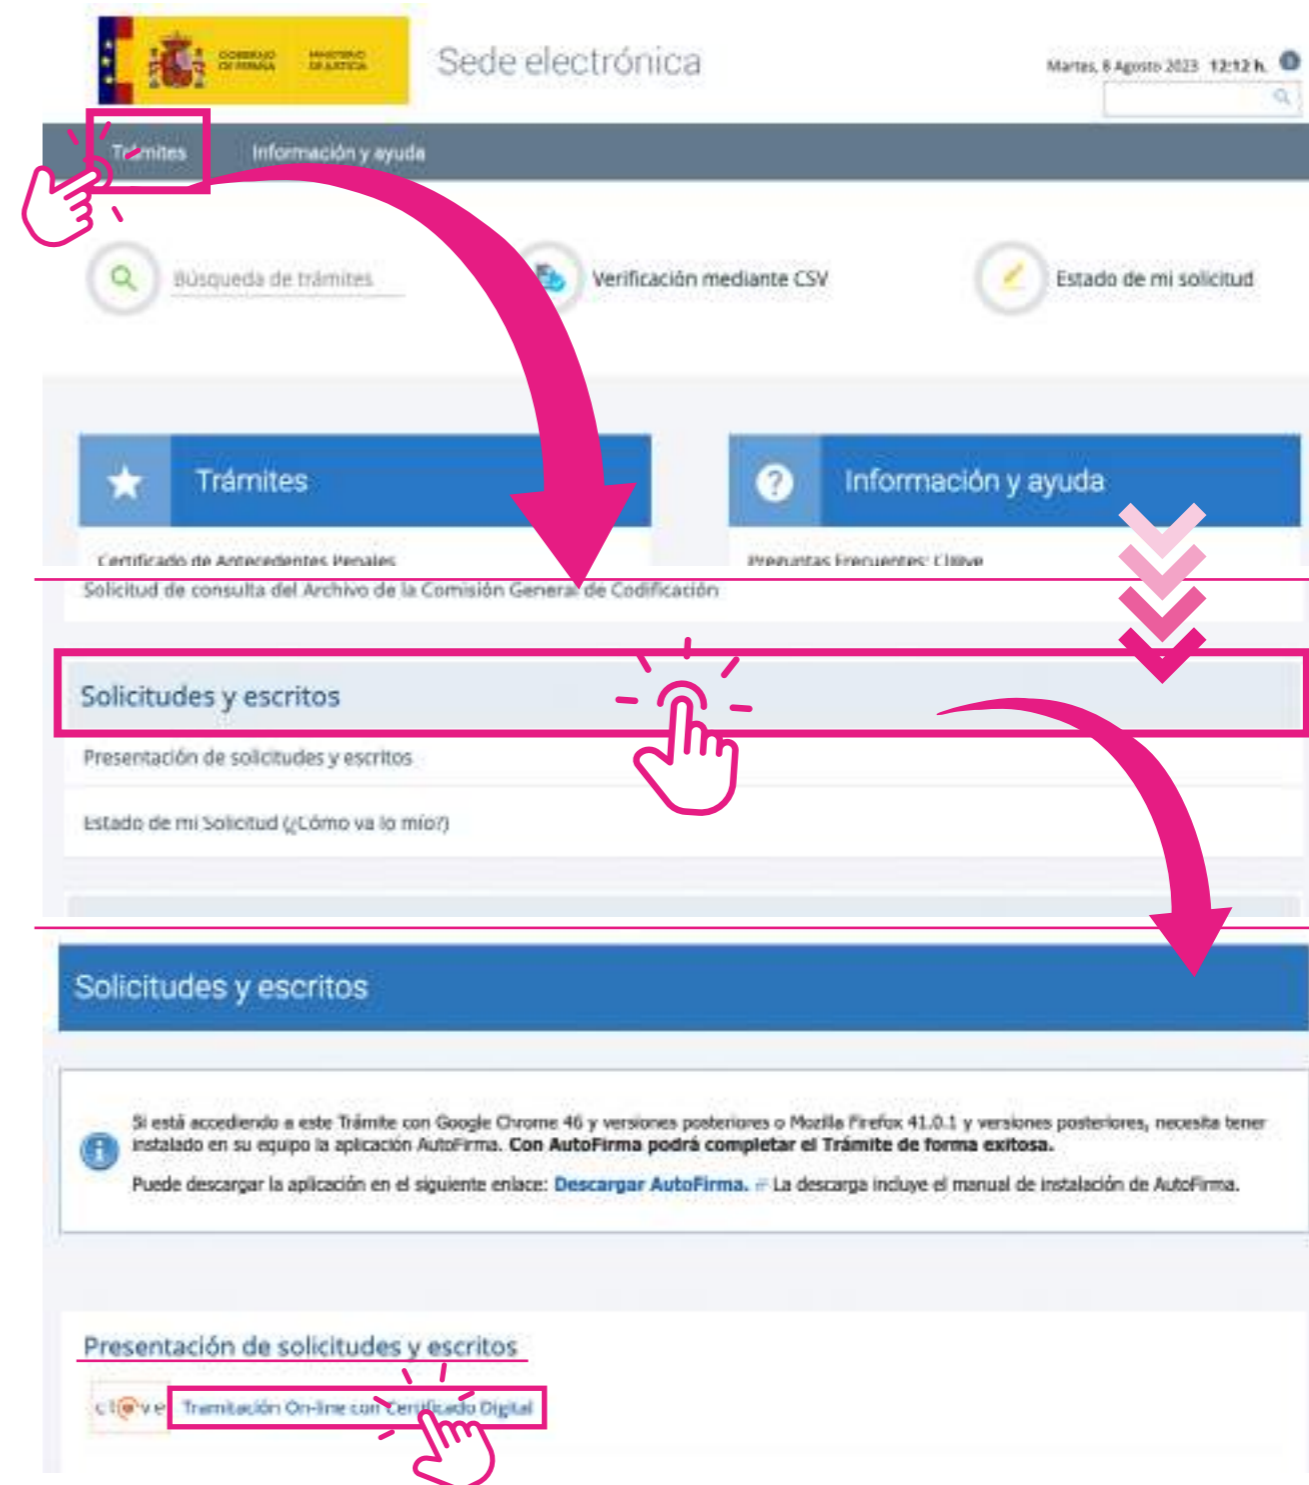 GOBIERNO
DE ESPAÑA
MINISTERIO
DE JUSTICIA
Sede electrónica
Martes, 8 Agosto 2023 12:12 h.
Trámites
Información y ayuda
Búsqueda de trámites
Verificación mediante CSV
Estado de mi solicitud
Trámites
Información y ayuda
Certificado de Antecedentes Penales
Preguntas Frecuentes: Cl@ve
Solicitud de consulta del Archivo de la Comisión General de Codificación
Solicitudes y escritos
Presentación de solicitudes y escritos
Estado de mi Solicitud (¿Cómo va lo mío?)
Solicitudes y escritos
Si está accediendo a este Trámite con Google Chrome 46 y versiones posteriores o Mozilla Firefox 41.0.1 y versiones posteriores, necesita tener
instalado en su equipo la aplicación AutoFirma. Con AutoFirma podrá completar el Trámite de forma exitosa.
Puede descargar la aplicación en el siguiente enlace: Descargar AutoFirma. La descarga incluye el manual de instalación de AutoFirma.
Presentación de solicitudes y escritos
cl@ve Tramitación On-line con Certificado Digital